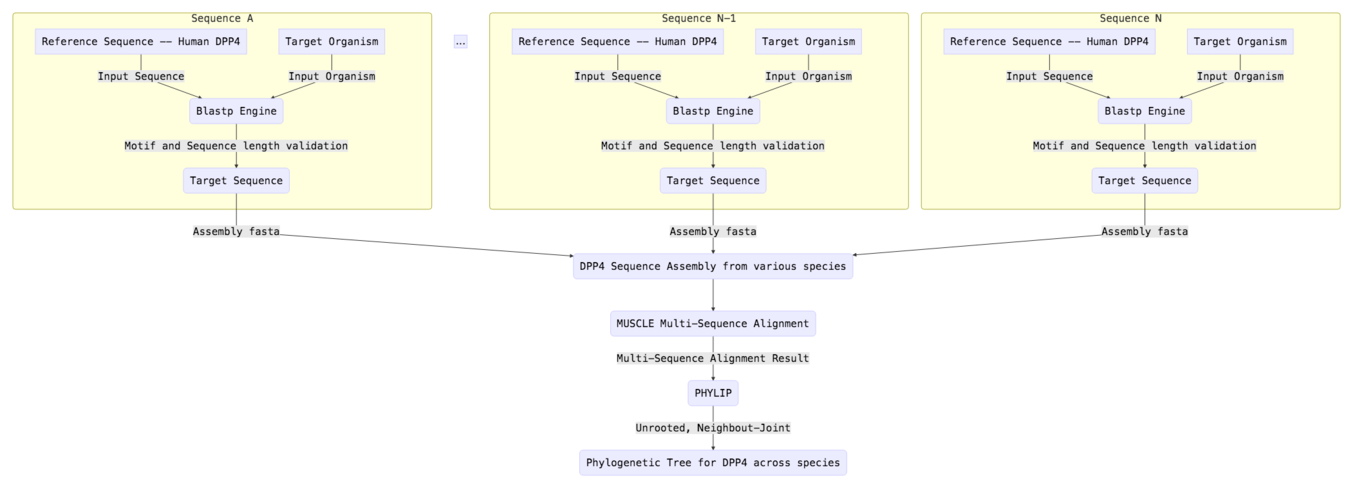 Sequence A
Reference Sequence —— Human DPP4
Target Organism
Input Sequence
Input Organism
Blastp Engine
Motif and Sequence length validation
Target Sequence
...
Sequence N-1
Reference Sequence —— Human DPP4
Target Organism
Input Sequence
Input Organism
Blastp Engine
Motif and Sequence length validation
Target Sequence
Sequence N
Reference Sequence —— Human DPP4
Target Organism
Input Sequence
Input Organism
Blastp Engine
Motif and Sequence length validation
Target Sequence
Assembly fasta
Assembly fasta
Assembly fasta
DPP4 Sequence Assembly from various species
MUSCLE Multi-Sequence Alignment
Multi-Sequence Alignment Result
PHYLIP
Unrooted, Neighbout-Joint
Phylogenetic Tree for DPP4 across species